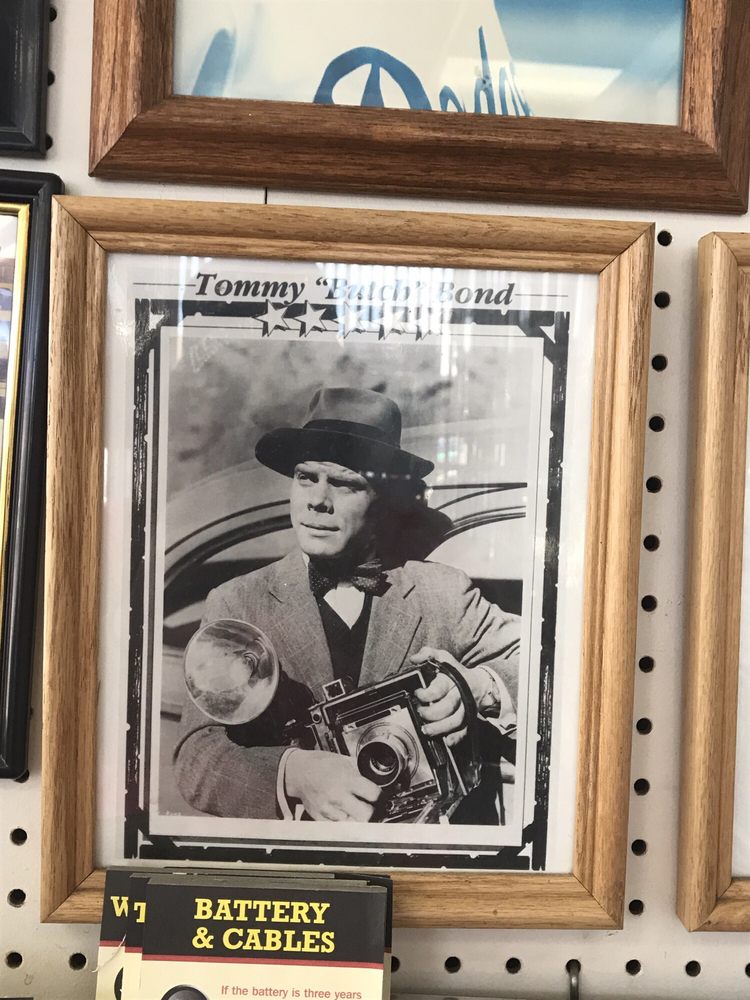 Tommy "Butch" Bond
W
T
BATTERY
& CABLES
If the battery is three years